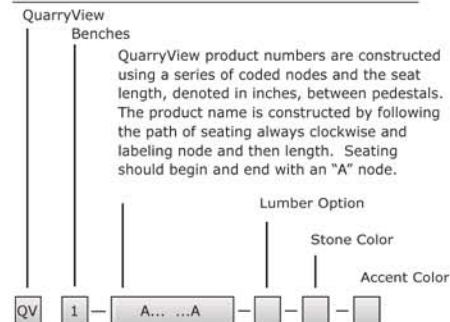 QuarryView
Benches
QuarryView product numbers are constructed
using a series of coded nodes and the seat
length, denoted in inches, between pedestals.
The product name is constructed by following
the path of seating always clockwise and
labeling node and then length.  Seating
should begin and end with an "A" node.
Lumber Option
Stone Color
Accent Color
QV 1 – A... ...A – – –